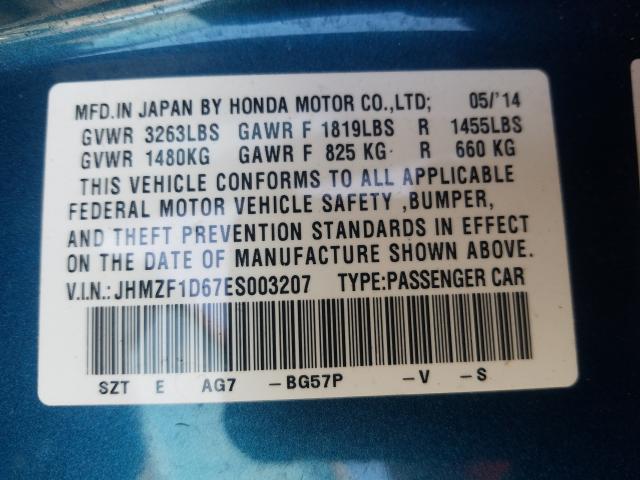 MFD.IN JAPAN BY HONDA MOTOR CO.,LTD; 05/'14
GVWR 3263LBS GAWR F 1819LBS R 1455LBS
GVWR 1480KG GAWR F 825 KG R 660 KG
THIS VEHICLE CONFORMS TO ALL APPLICABLE
FEDERAL MOTOR VEHICLE SAFETY ,BUMPER,
AND THEFT PREVENTION STANDARDS IN EFFECT
ON THE DATE OF MANUFACTURE SHOWN ABOVE.
V.I.N.: JHMZF1D67ES003207 TYPE:PASSENGER CAR
SZT E AG7 -BG57P -V -S